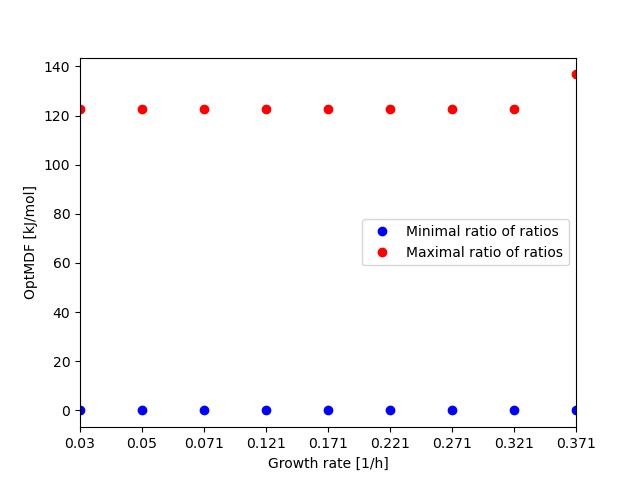 140
120
100
80
60
40
20
0
OptMDF [kJ/mol]
Minimal ratio of ratios
Maximal ratio of ratios
0.03 0.05 0.071 0.121 0.171 0.221 0.271 0.321 0.371
Growth rate [1/h]